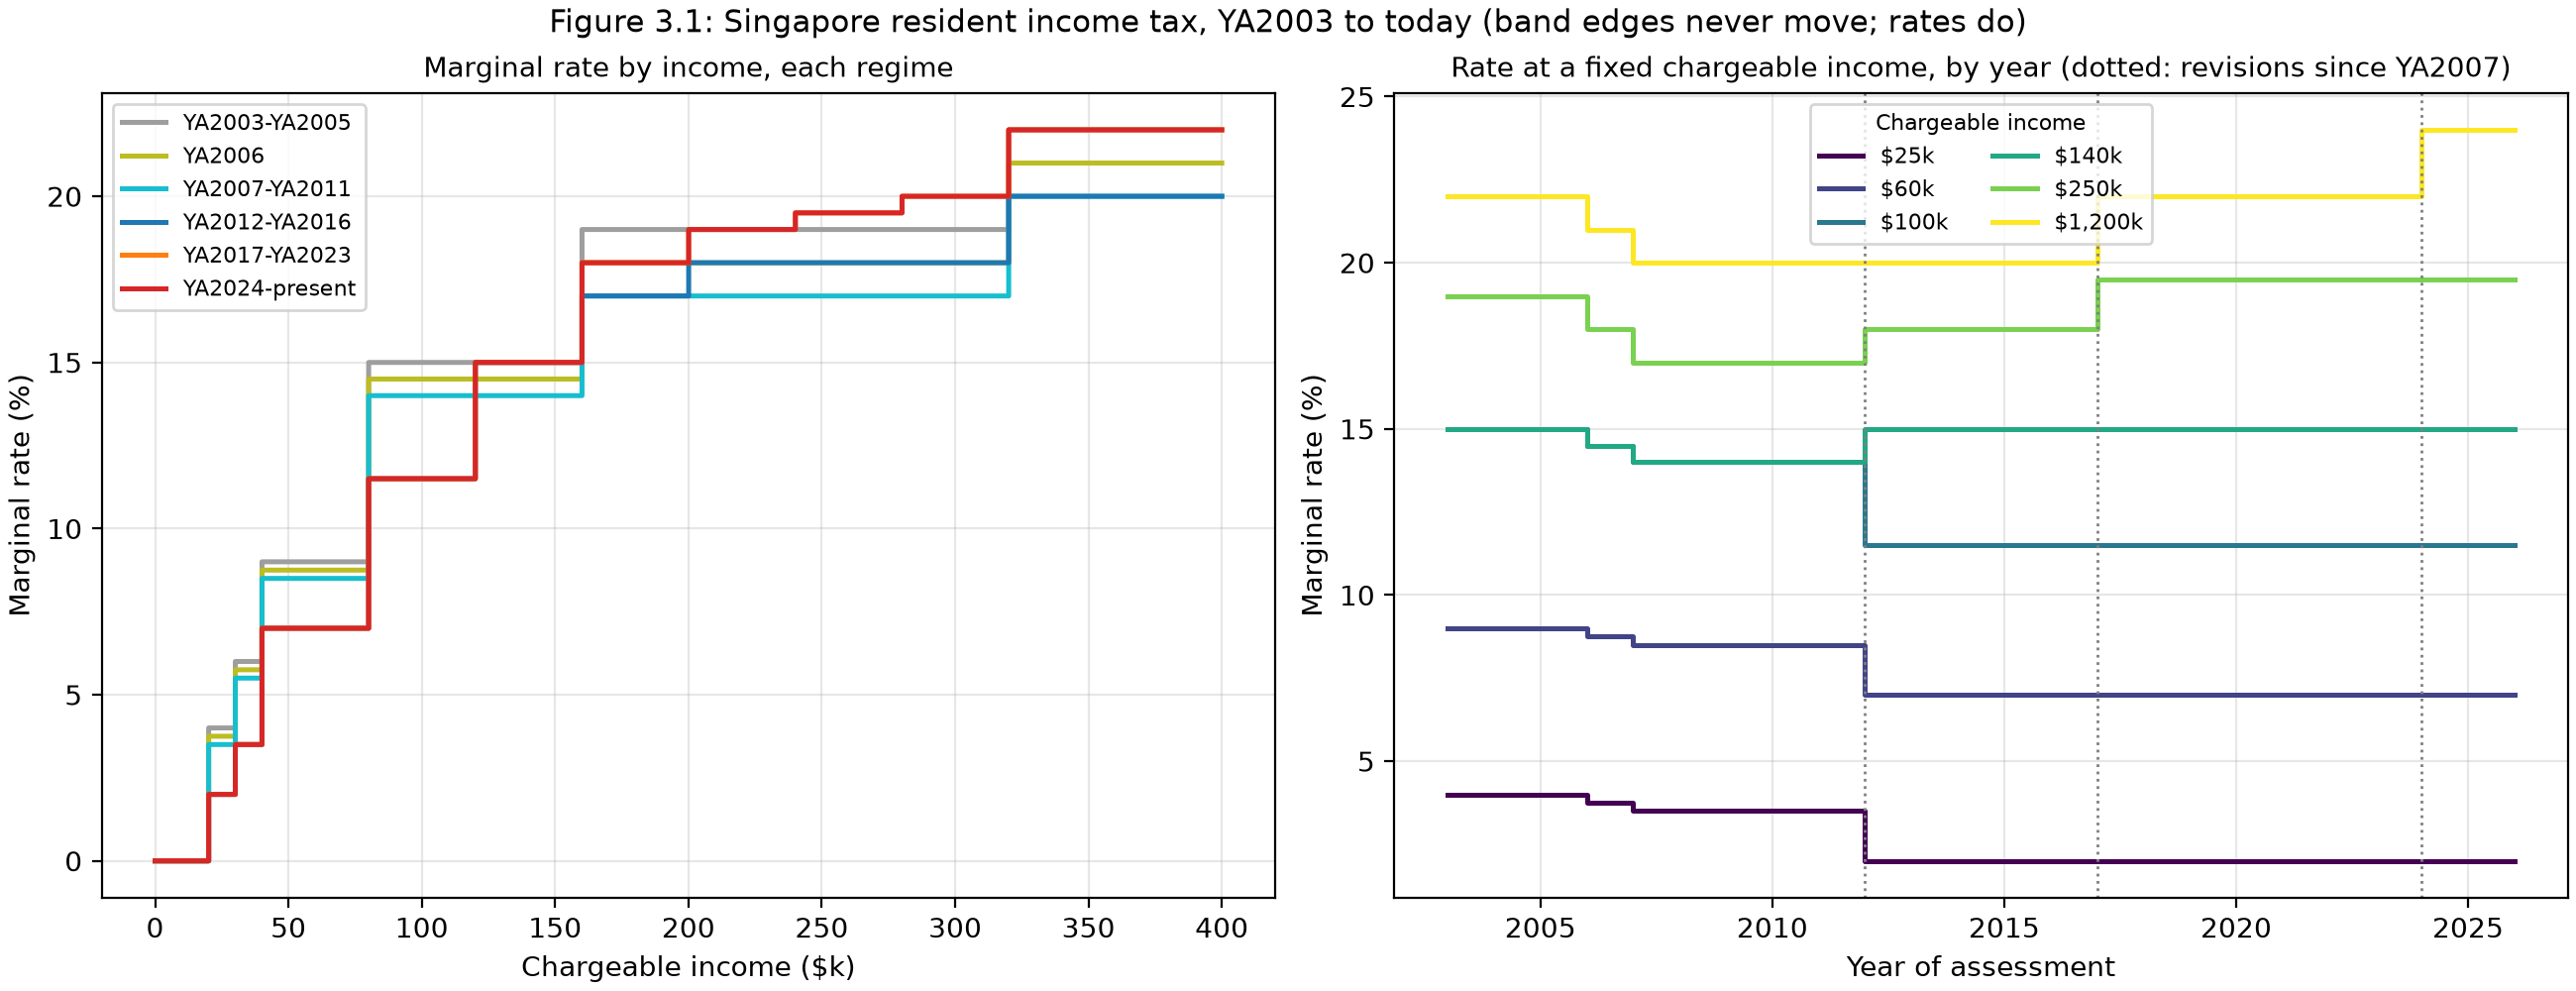 Figure 3.1: Singapore resident income tax, YA2003 to today (band edges never move; rates do)
Marginal rate by income, each regime
YA2003-YA2005
YA2006
YA2007-YA2011
YA2012-YA2016
YA2017-YA2023
YA2024-present
Marginal rate (%)
20
15
10
5
0
0 50 100 150 200 250 300 350 400
Chargeable income ($k)
Rate at a fixed chargeable income, by year (dotted: revisions since YA2007)
Chargeable income
$25k $140k
$60k $250k
$100k $1,200k
Marginal rate (%)
25
20
15
10
5
2005 2010 2015 2020 2025
Year of assessment